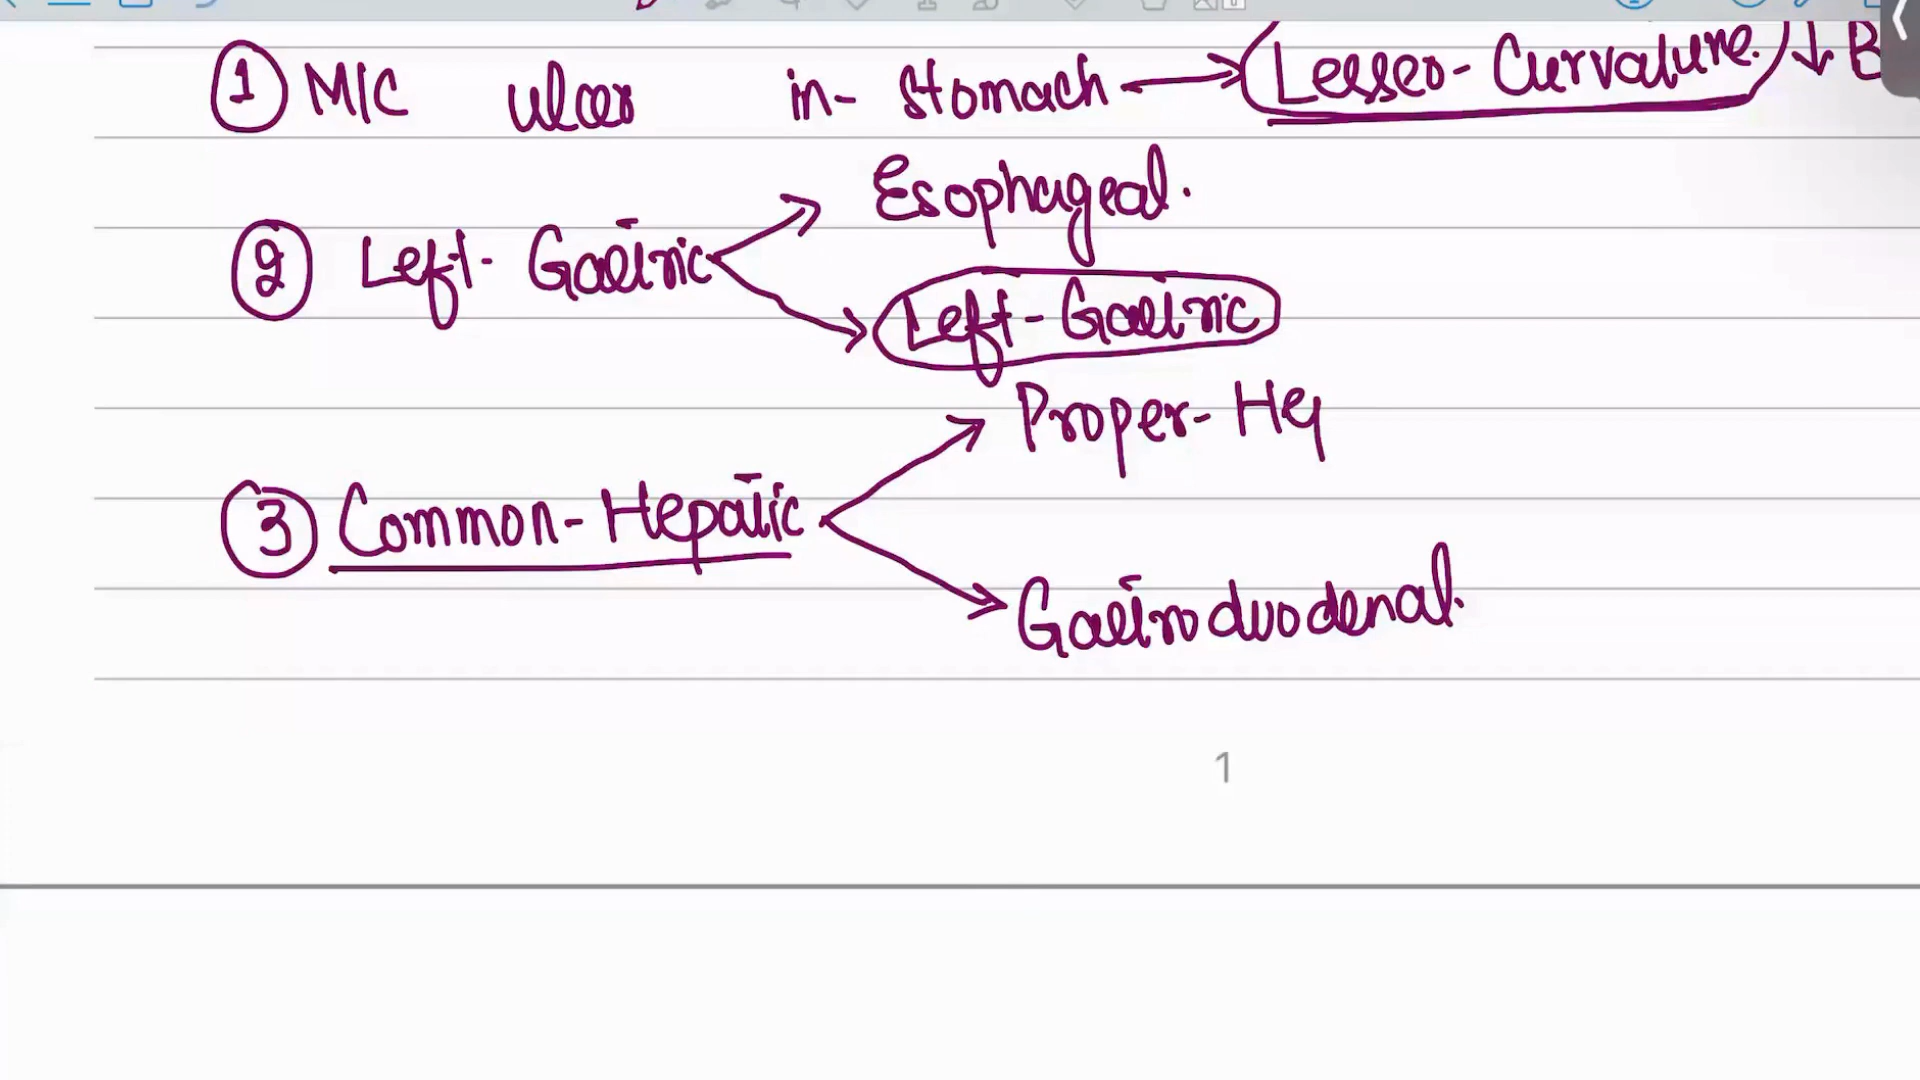 ① M/C ulcer in- Stomach → Lesser-Curvature. ↓ B
② Left- Gastric → Esophageal.
→ Left-Gastric
③ Common-Hepatic → Proper- Hep
→ Gastroduodenal.
1